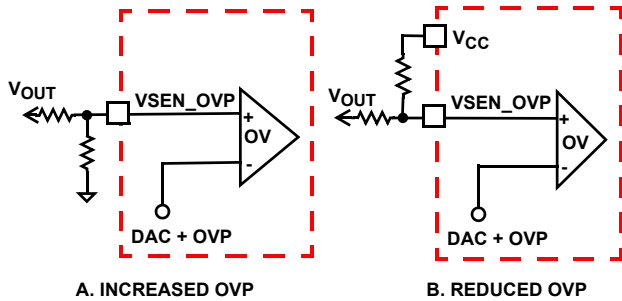 VOUT
VSEN_OVP
+
OV
-
DAC + OVP
A. INCREASED OVP
VCC
VOUT
VSEN_OVP
+
OV
-
DAC + OVP
B. REDUCED OVP